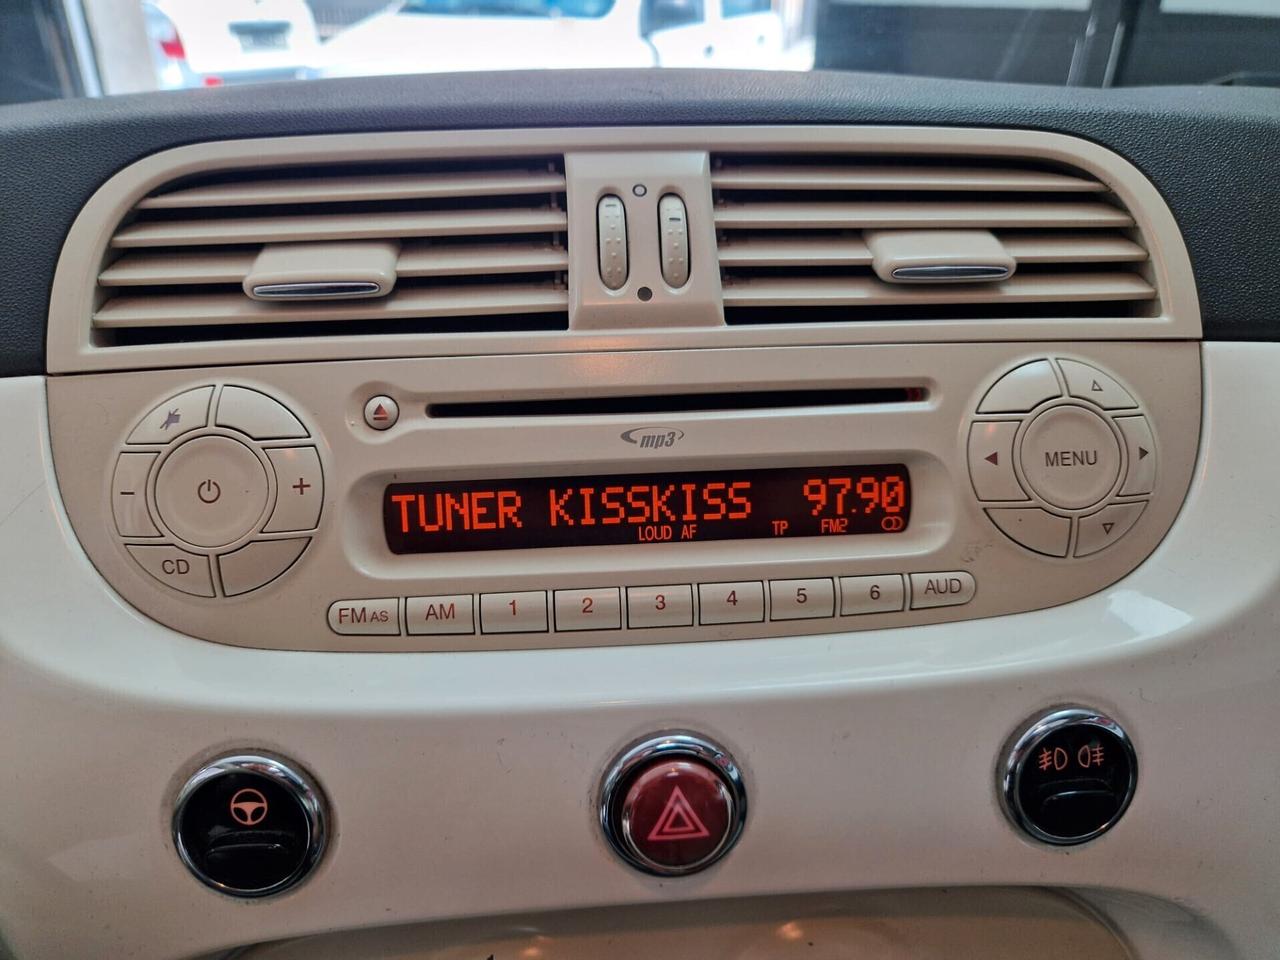 mp3
MENU
TUNER KISSKISS 97.90
LOUD AF TP FM2
- +
CD
FM AS AM 1 2 3 4 5 6 AUD